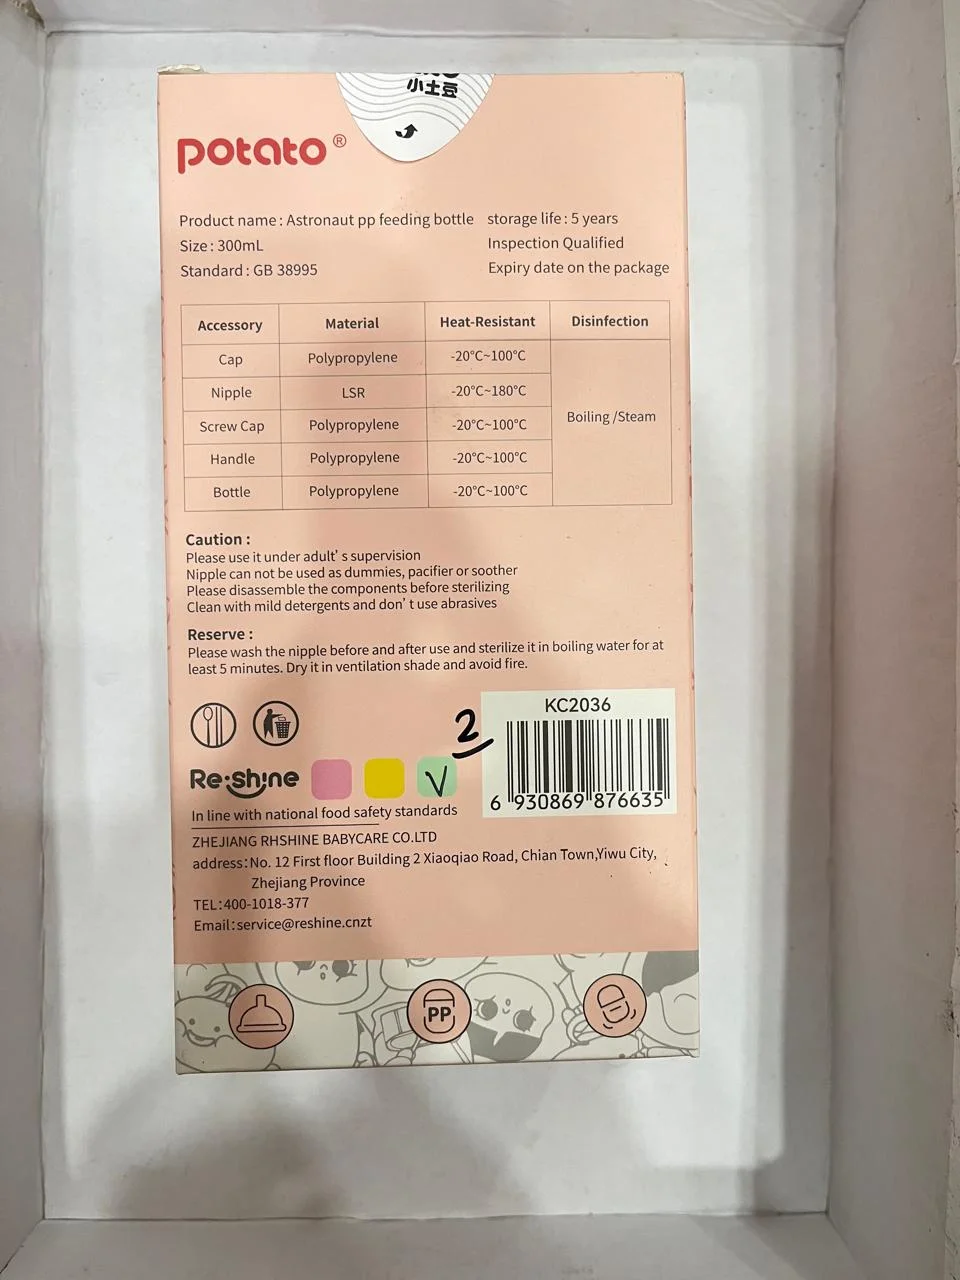 小土豆
potato®
Product name : Astronaut pp feeding bottle storage life : 5 years
Size : 300mL Inspection Qualified
Standard : GB 38995 Expiry date on the package
Accessory Material Heat-Resistant Disinfection
Cap Polypropylene -20°C~100°C
Nipple LSR -20°C~180°C
Boiling /Steam
Screw Cap Polypropylene -20°C~100°C
Handle Polypropylene -20°C~100°C
Bottle Polypropylene -20°C~100°C
Caution :
Please use it under adult’ s supervision
Nipple can not be used as dummies, pacifier or soother
Please disassemble the components before sterilizing
Clean with mild detergents and don’ t use abrasives
Reserve :
Please wash the nipple before and after use and sterilize it in boiling water for at
least 5 minutes. Dry it in ventilation shade and avoid fire.
KC2036
2
6 930869 876635
Re·shine
In line with national food safety standards
ZHEJIANG RHSHINE BABYCARE CO.LTD
address:No. 12 First floor Building 2 Xiaoqiao Road, Chian Town,Yiwu City,
Zhejiang Province
TEL:400-1018-377
Email:service@reshine.cnzt
PP